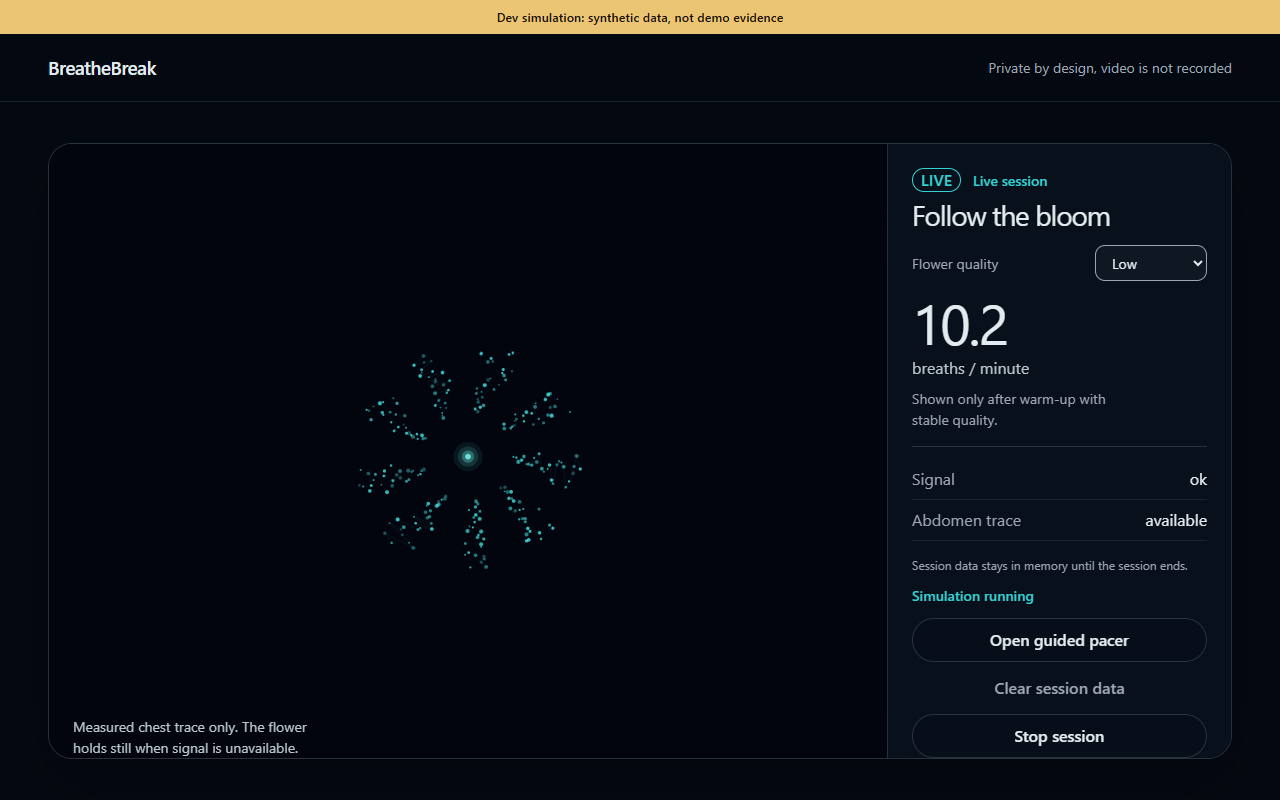 Dev simulation: synthetic data, not demo evidence
BreatheBreak
Private by design, video is not recorded
LIVE Live session
Follow the bloom
Flower quality Low
10.2
breaths / minute
Shown only after warm-up with
stable quality.
Signal ok
Abdomen trace available
Session data stays in memory until the session ends.
Simulation running
Open guided pacer
Clear session data
Stop session
Measured chest trace only. The flower
holds still when signal is unavailable.